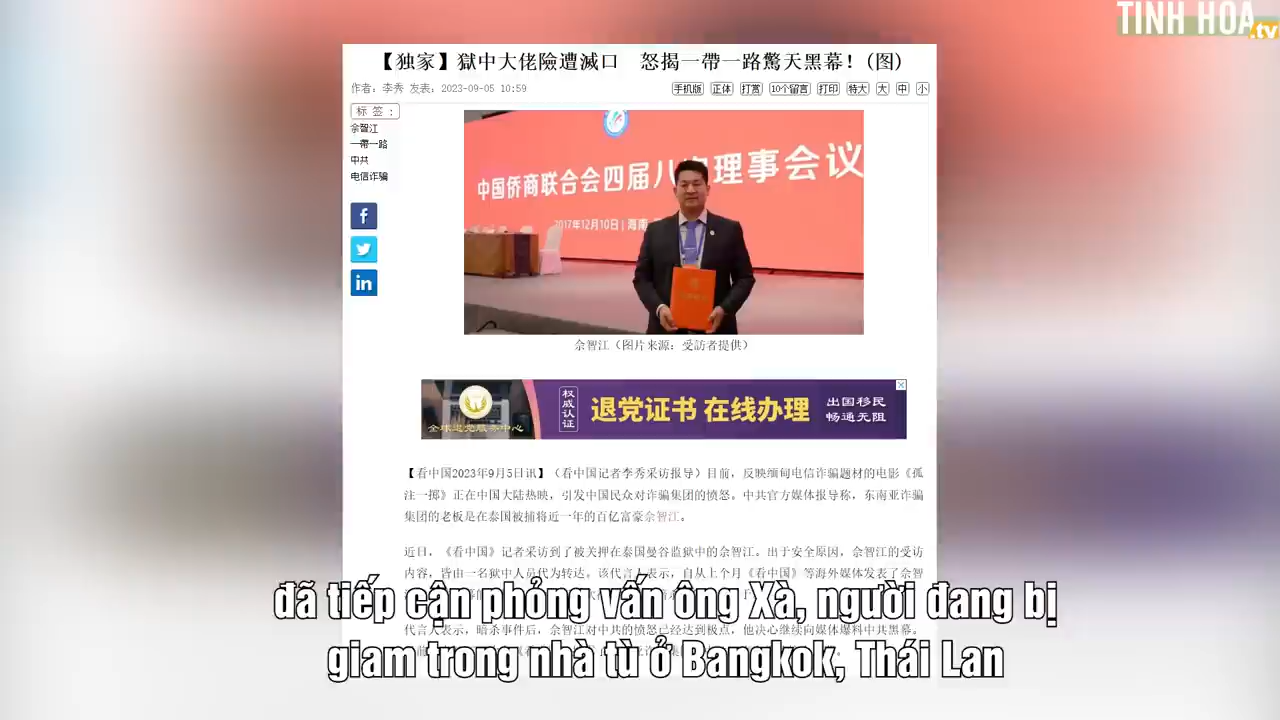 TINH HOA
.tv
【独家】獄中大佬險遭滅口 怒揭一帶一路驚天黑幕！(图)
作者：李秀 发表：2023-09-05 10:59
手机版 正体 打赏 10个留言 打印 特大 大 中 小
标 签 ：
佘智江
一帶一路
中共
电信诈骗
中国侨商联合会四届八次理事会议
2017年12月10日 | 海南
佘智江（图片来源：受訪者提供）
全球退党服务中心
权威认证
退党证书 在线办理
出国移民
畅通无阻
【看中国2023年9月5日讯】（看中国记者李秀采访报导）目前，反映缅甸电信诈骗题材的电影《孤
注一掷》正在中国大陆热映，引发中国民众对诈骗集团的愤怒。中共官方媒体报导称，东南亚诈骗
集团的老板是在泰国被捕将近一年的百亿富豪佘智江。
近日，《看中国》记者采访到了被关押在泰国曼谷监狱中的佘智江。出于安全原因，佘智江的受访
内容，皆由一名狱中人员代为转达。该代言人表示，自从上个月《看中国》等海外媒体发表了佘智
代言人表示，暗杀事件后，佘智江对中共的愤怒已经达到极点，他决心继续向媒体爆料中共黑幕。
đã tiếp cận phỏng vấn ông Xà, người đang bị
giam trong nhà tù ở Bangkok, Thái Lan